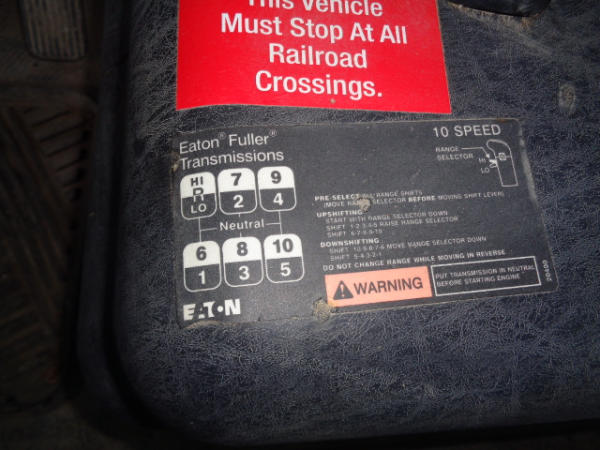 This Vehicle
Must Stop At All
Railroad
Crossings.
Eaton® Fuller®
Transmissions
10 SPEED
RANGE
SELECTOR
HI
LO
HI 7 9
R
LO 2 4
Neutral
6 8 10
1 3 5
PRE-SELECT ALL RANGE SHIFTS
(MOVE RANGE SELECTOR BEFORE MOVING SHIFT LEVER)
UPSHIFTING
START WITH RANGE SELECTOR DOWN
SHIFT 1-2-3-4-5 RAISE RANGE SELECTOR
SHIFT 6-7-8-9-10
DOWNSHIFTING
SHIFT 10-9-8-7-6 MOVE RANGE SELECTOR DOWN
SHIFT 5-4-3-2-1
DO NOT CHANGE RANGE WHILE MOVING IN REVERSE
WARNING
PUT TRANSMISSION IN NEUTRAL
BEFORE STARTING ENGINE
EATON